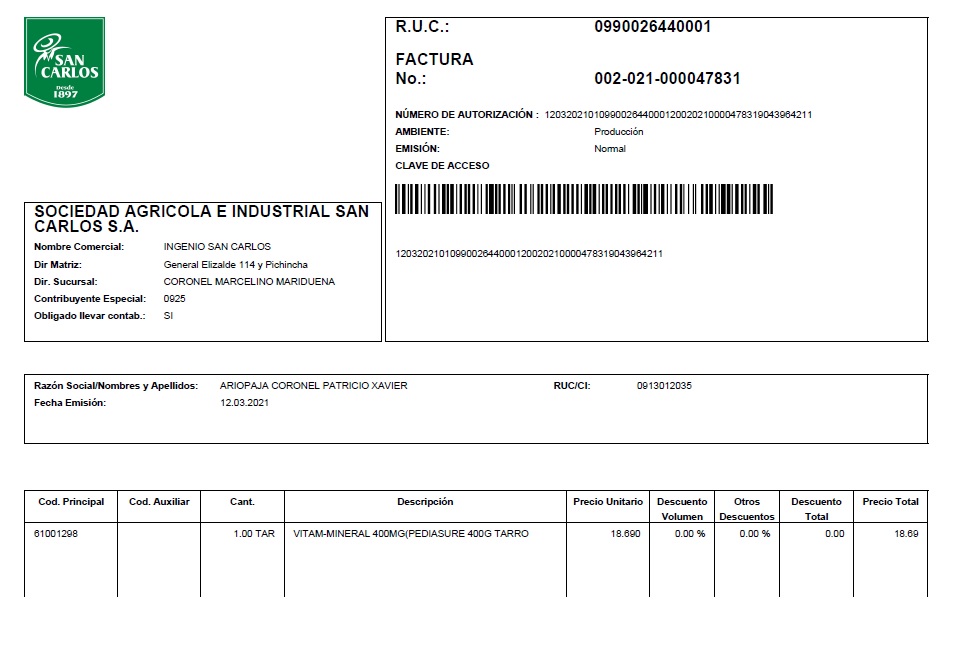 SAN
CARLOS
Desde
1897
R.U.C.: 0990026440001
FACTURA
No.: 002-021-000047831
NÚMERO DE AUTORIZACIÓN : 1203202101099002644000120020210000478319043964211
AMBIENTE: Producción
EMISIÓN: Normal
CLAVE DE ACCESO
1203202101099002644000120020210000478319043964211
SOCIEDAD AGRICOLA E INDUSTRIAL SAN
CARLOS S.A.
Nombre Comercial: INGENIO SAN CARLOS
Dir Matriz: General Elizalde 114 y Pichincha
Dir. Sucursal: CORONEL MARCELINO MARIDUENA
Contribuyente Especial: 0925
Obligado llevar contab.: SI
Razón Social/Nombres y Apellidos: ARIOPAJA CORONEL PATRICIO XAVIER RUC/CI: 0913012035
Fecha Emisión: 12.03.2021
Cod. Principal Cod. Auxiliar Cant. Descripción Precio Unitario Descuento Otros Descuento Precio Total
Volumen Descuentos Total
61001298 1.00 TAR VITAM-MINERAL 400MG(PEDIASURE 400G TARRO 18.690 0.00 % 0.00 % 0.00 18.69